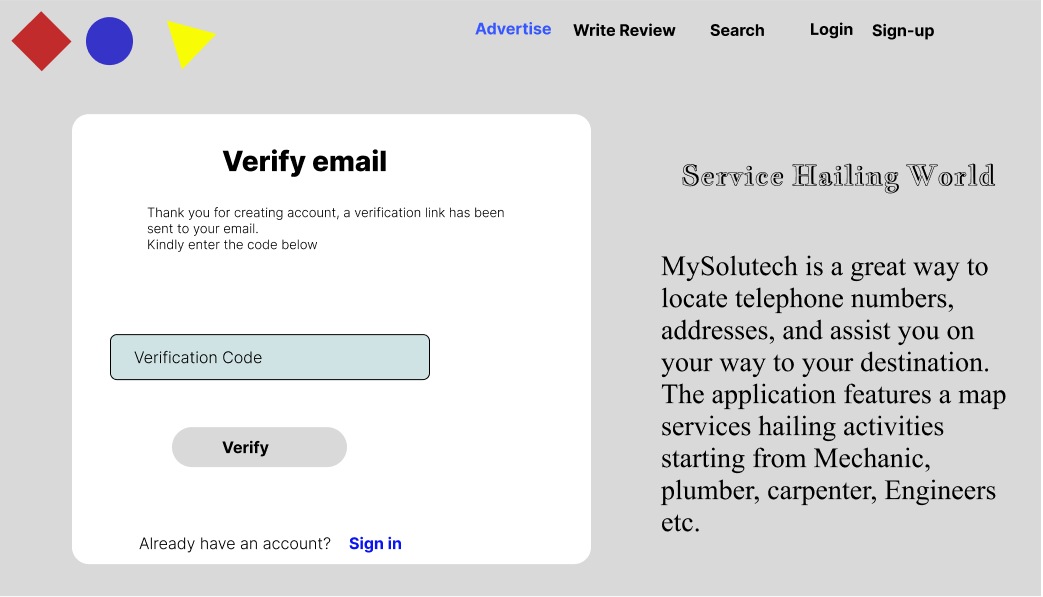 Advertise Write Review Search Login Sign-up
Verify email
Thank you for creating account, a verification link has been
sent to your email.
Kindly enter the code below
Verification Code
Verify
Already have an account? Sign in
Service Hailing World
MySolutech is a great way to
locate telephone numbers,
addresses, and assist you on
your way to your destination.
The application features a map
services hailing activities
starting from Mechanic,
plumber, carpenter, Engineers
etc.